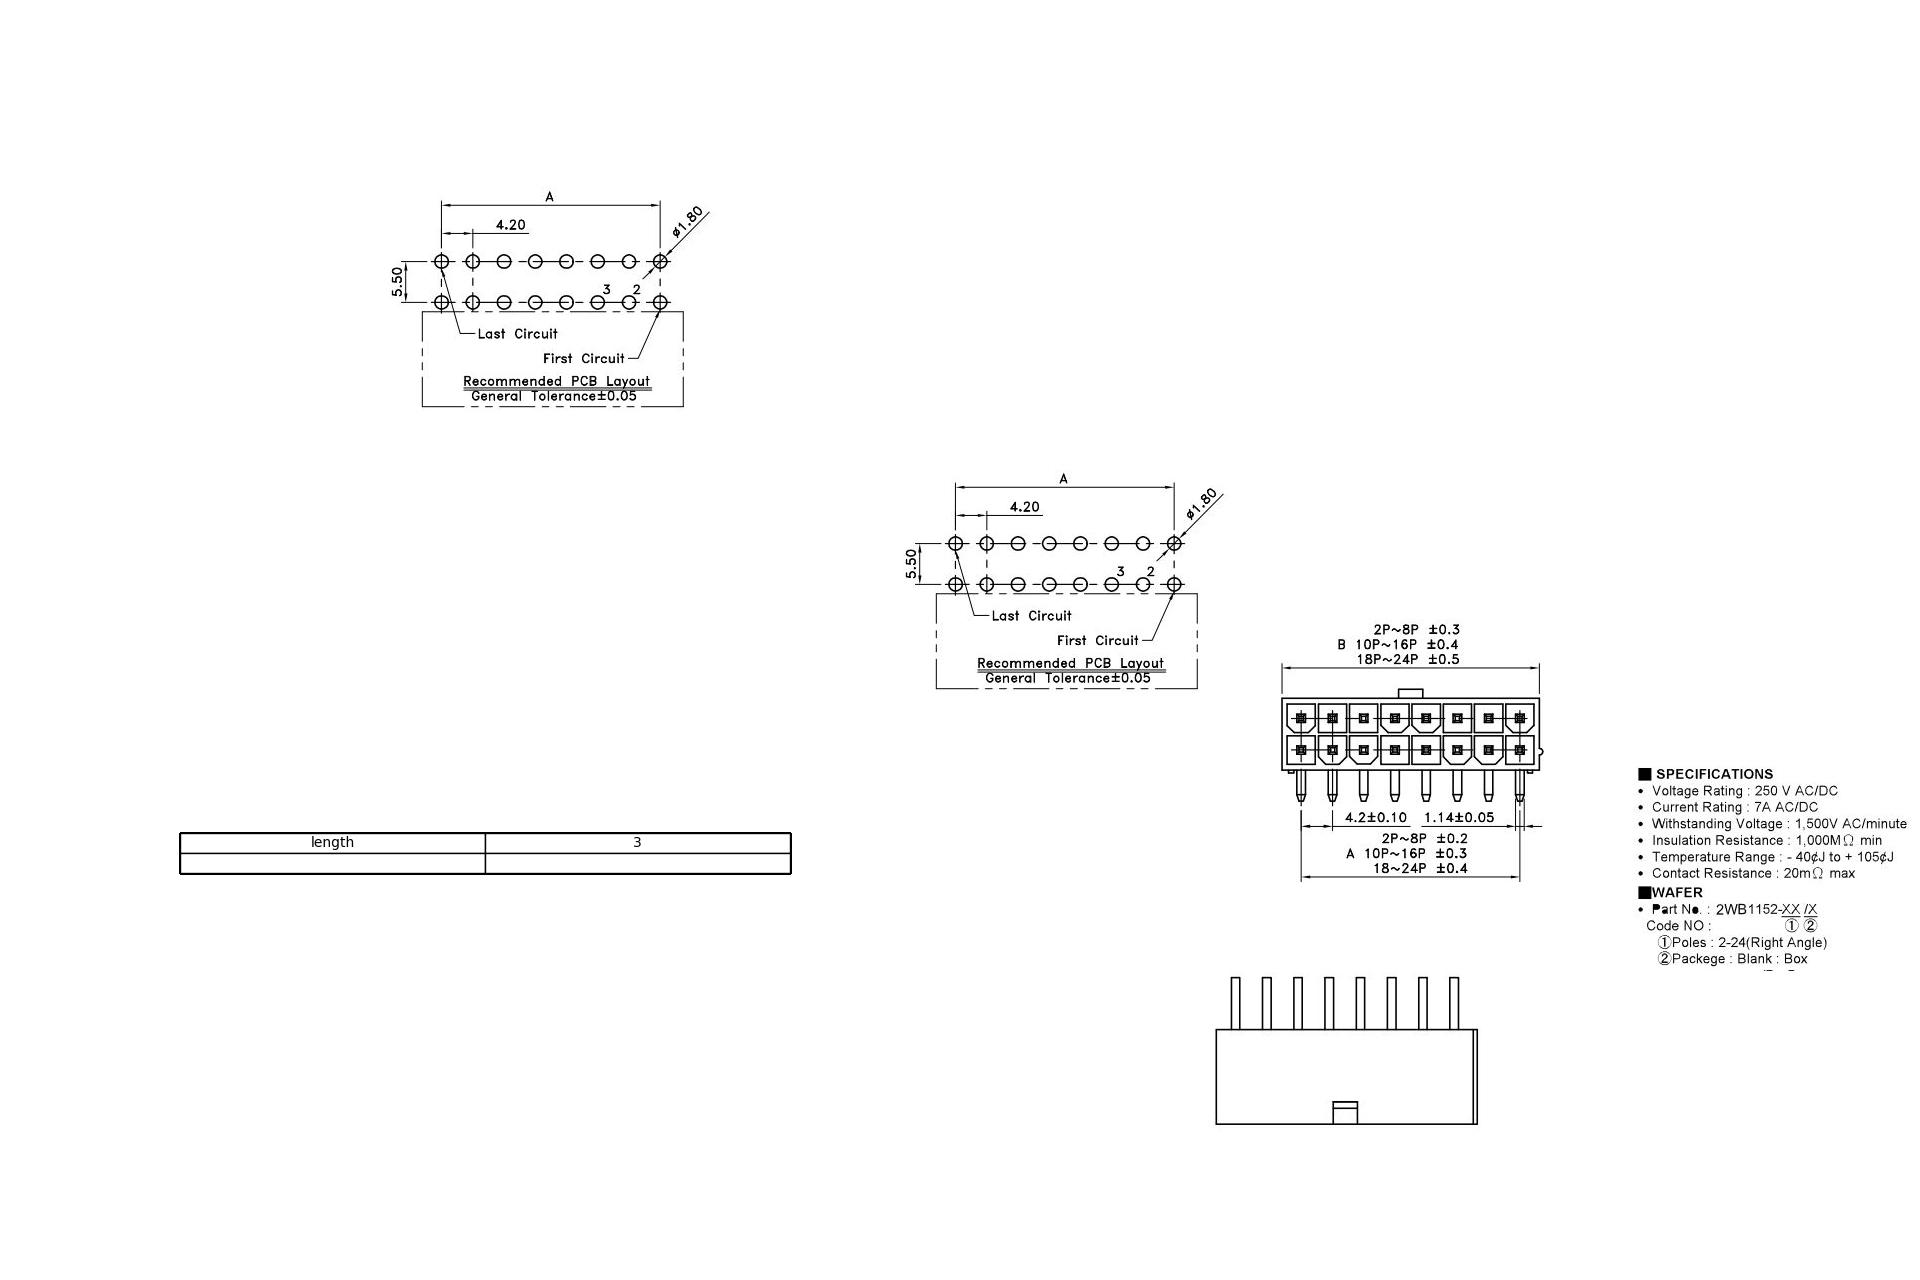 A
4.20
ø1.80
5.50
3 2
Last Circuit
First Circuit
Recommended PCB Layout
General Tolerance±0.05
A
4.20
ø1.80
5.50
3 2
Last Circuit
First Circuit
Recommended PCB Layout
General Tolerance±0.05
2P~8P ±0.3
B 10P~16P ±0.4
18P~24P ±0.5
4.2±0.10 1.14±0.05
2P~8P ±0.2
A 10P~16P ±0.3
18~24P ±0.4
length 3
■ SPECIFICATIONS
• Voltage Rating : 250 V AC/DC
• Current Rating : 7A AC/DC
• Withstanding Voltage : 1,500V AC/minute
• Insulation Resistance : 1,000MΩ min
• Temperature Range : - 40¢J to + 105¢J
• Contact Resistance : 20mΩ max
■WAFER
• Part No. : 2WB1152-XX /X
Code NO : ① ②
①Poles : 2-24(Right Angle)
②Packege : Blank : Box